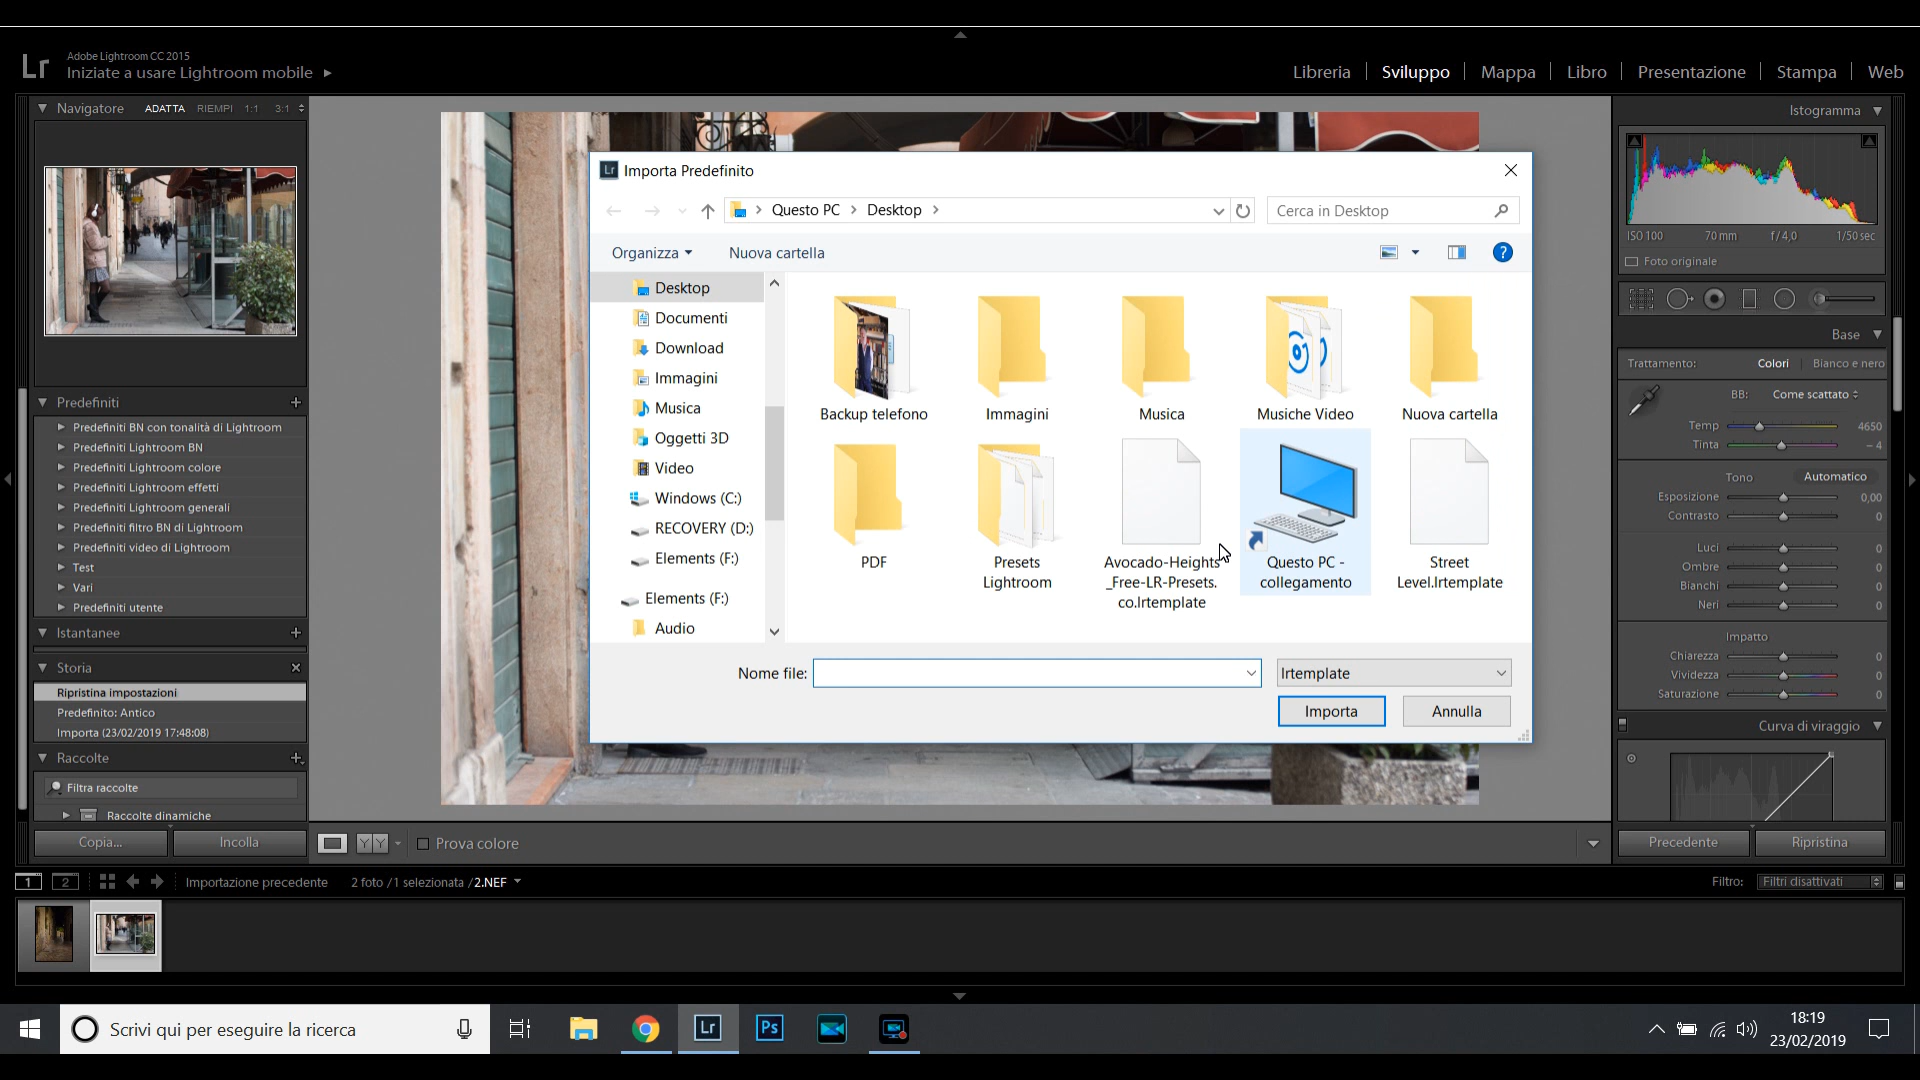 Lr
Adobe Lightroom CC 2015
Iniziate a usare Lightroom mobile
Libreria | Sviluppo | Mappa | Libro | Presentazione | Stampa | Web
Navigatore ADATTA RIEMPI 1:1 3:1
Predefiniti
Predefiniti BN con tonalità di Lightroom
Predefiniti Lightroom BN
Predefiniti Lightroom colore
Predefiniti Lightroom effetti
Predefiniti Lightroom generali
Predefiniti filtro BN di Lightroom
Predefiniti video di Lightroom
Test
Vari
Predefiniti utente
Istantanee
Storia
Ripristina impostazioni
Predefinito: Antico
Importa (23/02/2019 17:48:08)
Raccolte
Filtra raccolte
Raccolte dinamiche
Copia... Incolla
Lr Importa Predefinito
Questo PC > Desktop >
Cerca in Desktop
Organizza Nuova cartella
?
Desktop
Documenti
Download
Immagini
Musica
Oggetti 3D
Video
Windows (C:)
RECOVERY (D:)
Elements (F:)
Elements (F:)
Audio
Backup telefono
Immagini
Musica
Musiche Video
Nuova cartella
PDF
Presets
Lightroom
Avocado-Heights
_Free-LR-Presets.
co.lrtemplate
Questo PC -
collegamento
Street
Level.lrtemplate
Nome file:
lrtemplate
Importa Annulla
Istogramma
ISO 100 70 mm f / 4,0 1/50 sec
Foto originale
Base
Trattamento: Colori | Bianco e nero
BB: Come scattato
Temp 4650
Tinta – 4
Tono Automatico
Esposizione 0,00
Contrasto 0
Luci 0
Ombre 0
Bianchi 0
Neri 0
Impatto
Chiarezza 0
Vividezza 0
Saturazione 0
Curva di viraggio
Precedente Ripristina
YY Prova colore
1 2 Importazione precedente 2 foto / 1 selezionata / 2.NEF
Filtro: Filtri disattivati
Scrivi qui per eseguire la ricerca
Lr Ps
18:19
23/02/2019